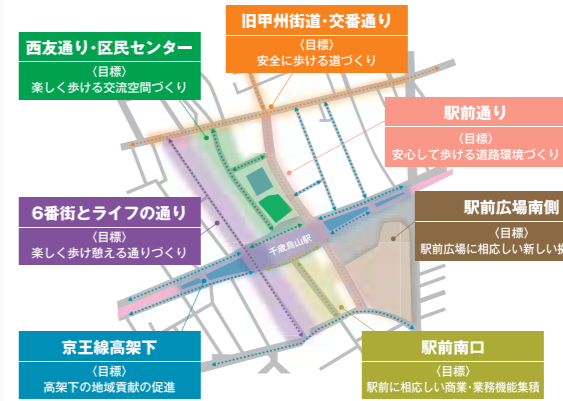 旧甲州街道・交番通り
〈目標〉
安全に歩ける道づくり
西友通り・区民センター
〈目標〉
楽しく歩ける交流空間づくり
駅前通り
〈目標〉
安心して歩ける道路環境づくり
6番街とライフの通り
〈目標〉
楽しく歩け憩える通りづくり
駅前広場南側
〈目標〉
駅前広場に相応しい新しい
千歳烏山駅
京王線高架下
〈目標〉
高架下の地域貢献の促進
駅前南口
〈目標〉
駅前に相応しい商業・業務機能集積